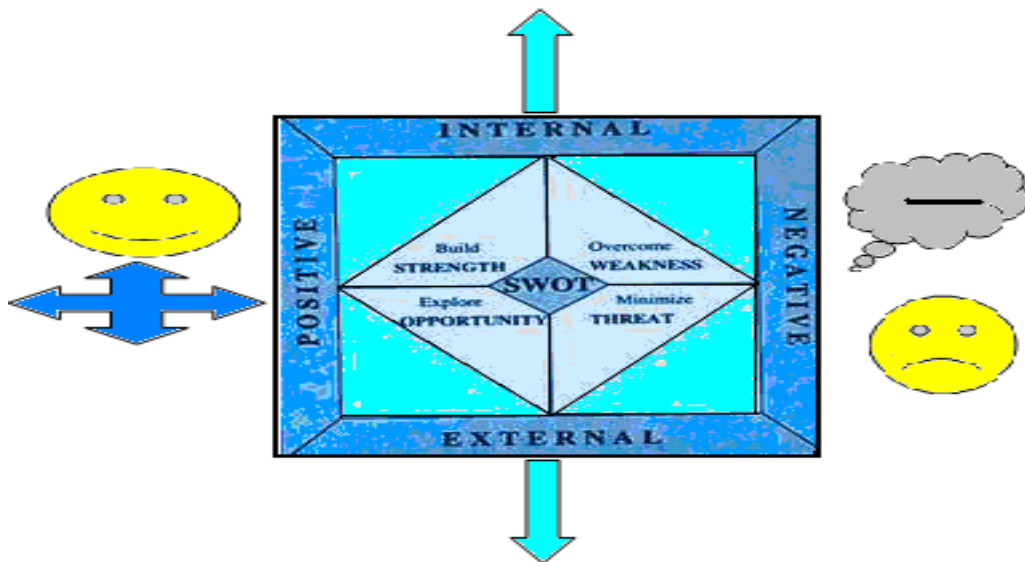 INTERNAL
POSITIVE
NEGATIVE
Build
STRENGTH
Overcome
WEAKNESS
SWOT
Explore
OPPORTUNITY
Minimize
THREAT
EXTERNAL